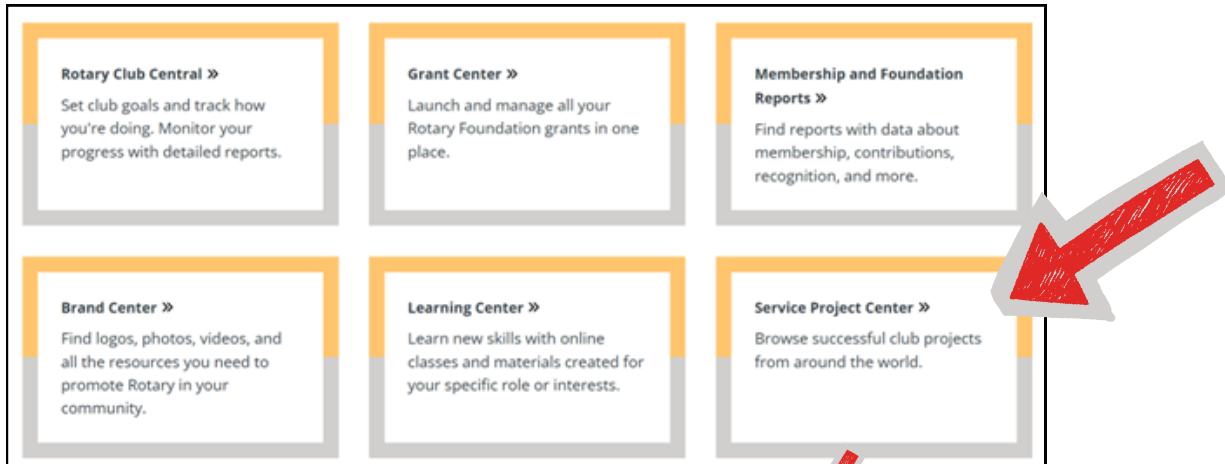 Rotary Club Central »
Set club goals and track how
you're doing. Monitor your
progress with detailed reports.
Grant Center »
Launch and manage all your
Rotary Foundation grants in one
place.
Membership and Foundation
Reports »
Find reports with data about
membership, contributions,
recognition, and more.
Brand Center »
Find logos, photos, videos, and
all the resources you need to
promote Rotary in your
community.
Learning Center »
Learn new skills with online
classes and materials created for
your specific role or interests.
Service Project Center »
Browse successful club projects
from around the world.